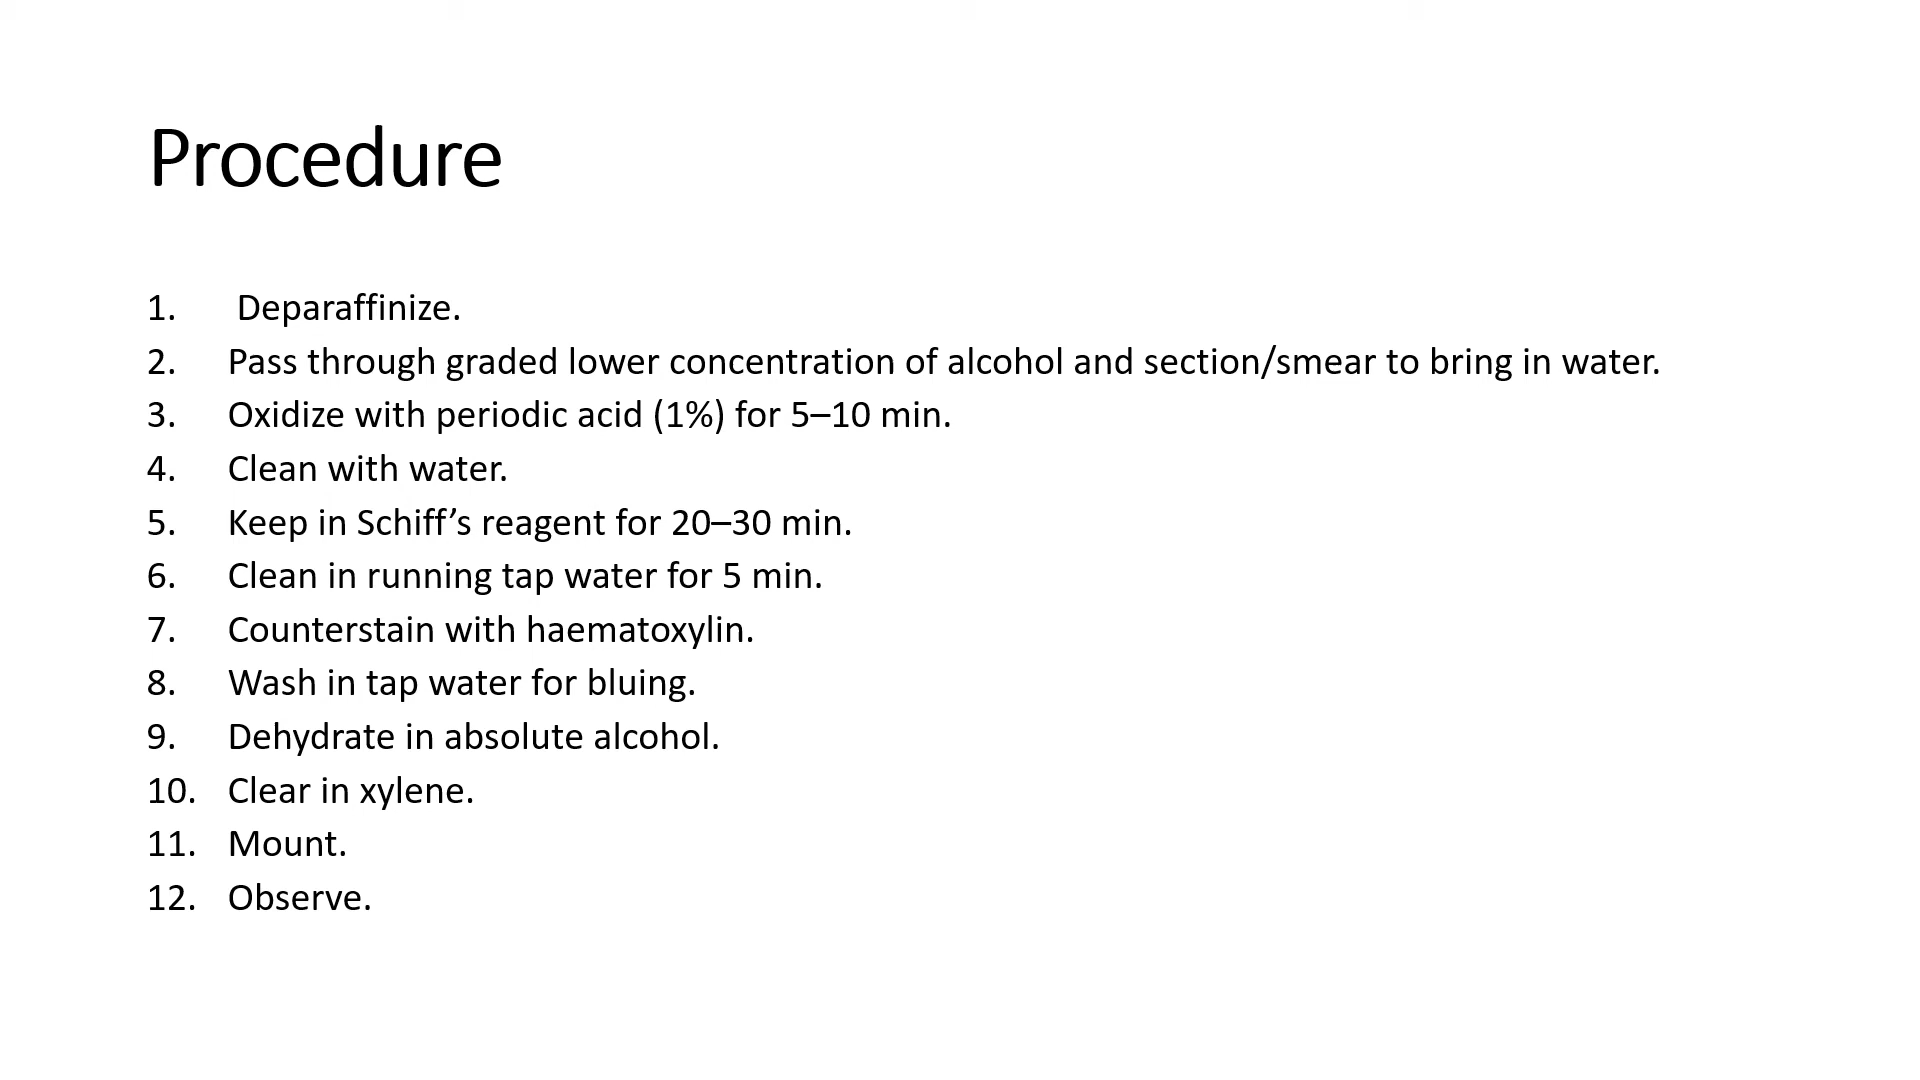 Procedure
1. Deparaffinize.
2. Pass through graded lower concentration of alcohol and section/smear to bring in water.
3. Oxidize with periodic acid (1%) for 5–10 min.
4. Clean with water.
5. Keep in Schiff’s reagent for 20–30 min.
6. Clean in running tap water for 5 min.
7. Counterstain with haematoxylin.
8. Wash in tap water for bluing.
9. Dehydrate in absolute alcohol.
10. Clear in xylene.
11. Mount.
12. Observe.